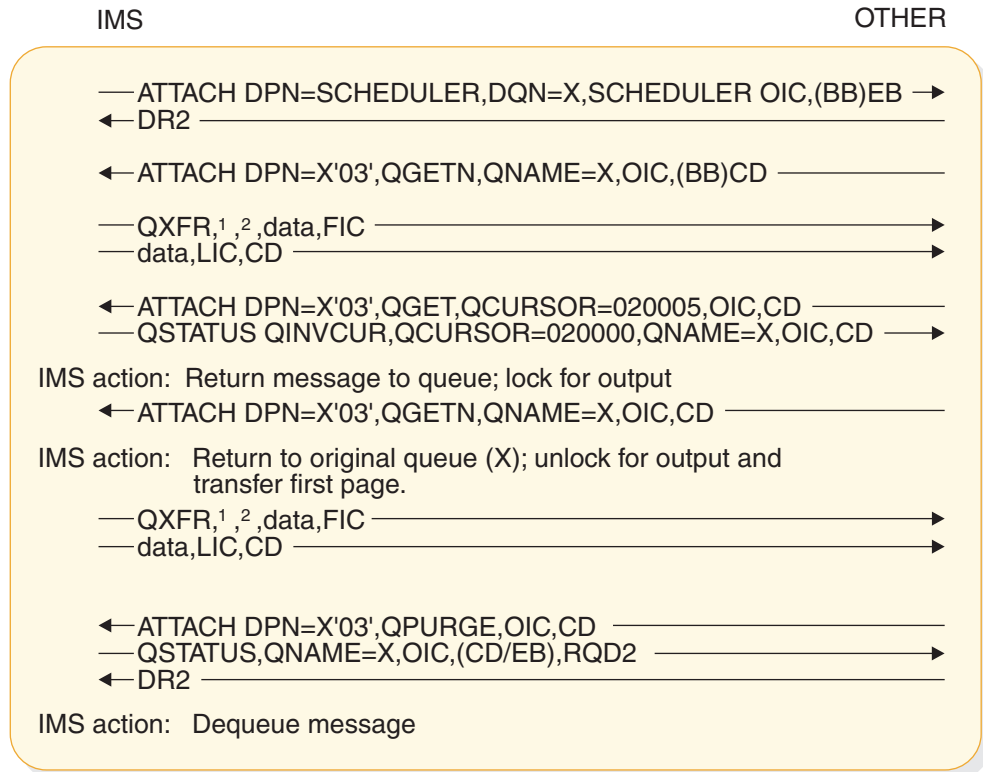 IMS OTHER
ATTACH DPN=SCHEDULER,DQN=X,SCHEDULER OIC,(BB)EB
DR2
ATTACH DPN=X'03',QGETN,QNAME=X,OIC,(BB)CD
QXFR,¹ ,² ,data,FIC
data,LIC,CD
ATTACH DPN=X'03',QGET,QCURSOR=020005,OIC,CD
QSTATUS QINVCUR,QCURSOR=020000,QNAME=X,OIC,CD
IMS action: Return message to queue; lock for output
ATTACH DPN=X'03',QGETN,QNAME=X,OIC,CD
IMS action: Return to original queue (X); unlock for output and
transfer first page.
QXFR,¹ ,² ,data,FIC
data,LIC,CD
ATTACH DPN=X'03',QPURGE,OIC,CD
QSTATUS,QNAME=X,OIC,(CD/EB),RQD2
DR2
IMS action: Dequeue message